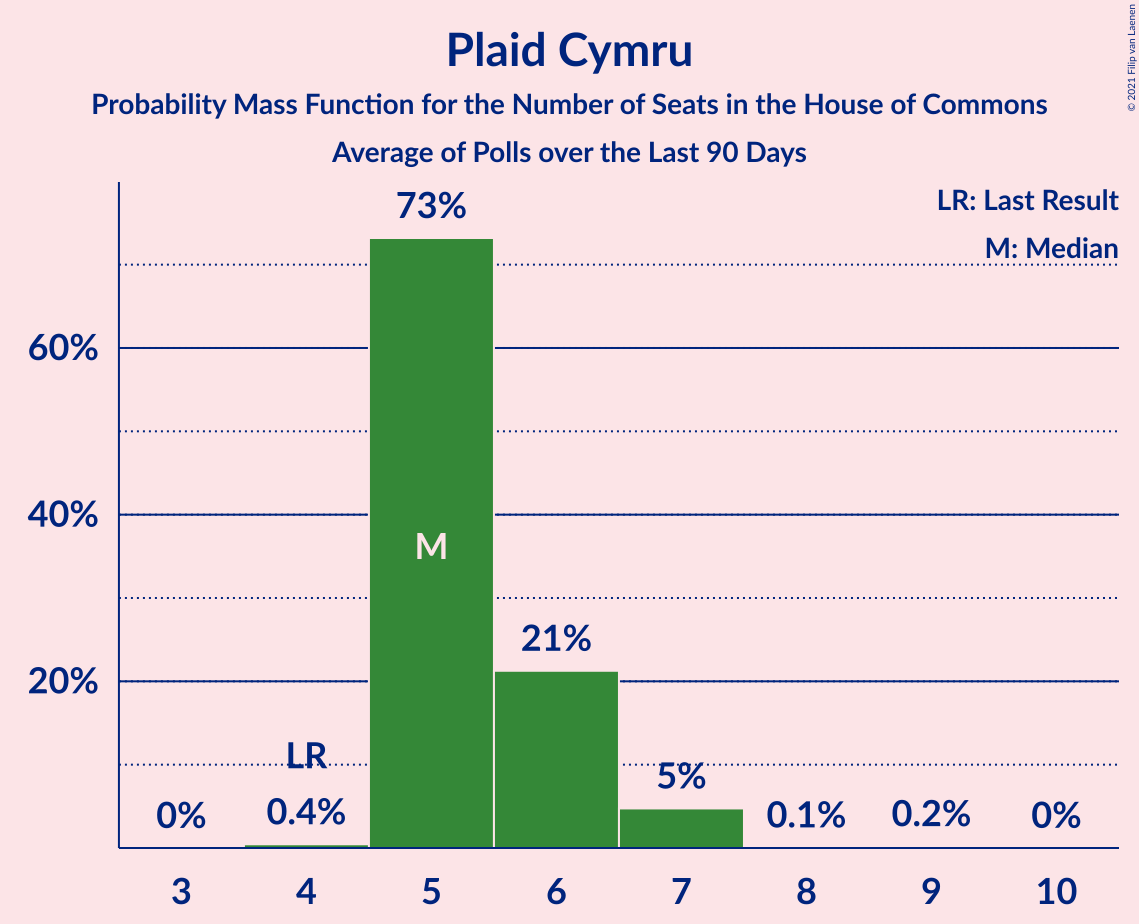 Plaid Cymru
Probability Mass Function for the Number of Seats in the House of Commons
Average of Polls over the Last 90 Days
© 2021 Filip van Laenen
LR: Last Result
M: Median
73%
60%
40%
M
21%
20%
LR
5%
0%
0.4%
0.1%
0.2%
0%
3
4
5
6
7
8
9
10